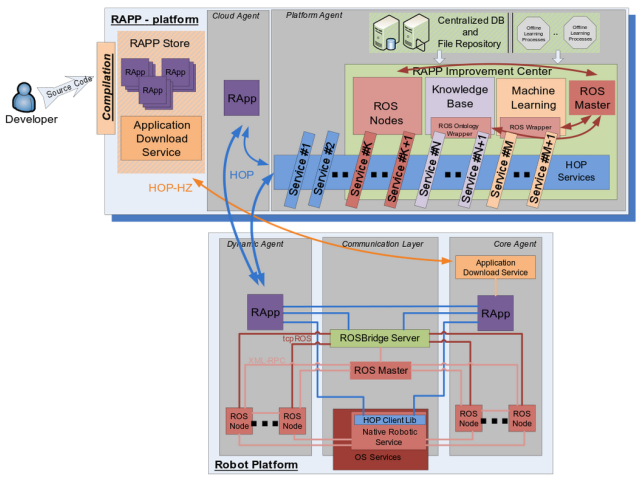 RAPP - platform
Cloud Agent
Platform Agent
RAPP Store
RApp
RApp
RApp
Application
Download
Service
Compilation
Source Code
Developer
HOP-HZ
RApp
HOP
Centralized DB
and
File Repository
Offline
Learning
Processes
..
Offline
Learning
Processes
RAPP Improvement Center
ROS
Nodes
Knowledge
Base
ROS Ontology
Wrapper
Machine
Learning
ROS Wrapper
ROS
Master
Service #1
Service #2
Service #K
Service #K+1
Service #N
Service #N+1
Service #M
Service #M+1
HOP
Services
Dynamic Agent
Communication Layer
Core Agent
Application
Download Service
RApp
RApp
tcpROS
ROSBridge Server
XML-RPC
ROS Master
ROS
Node
ROS
Node
ROS
Node
ROS
Node
HOP Client Lib
Native Robotic
Service
OS Services
Robot Platform